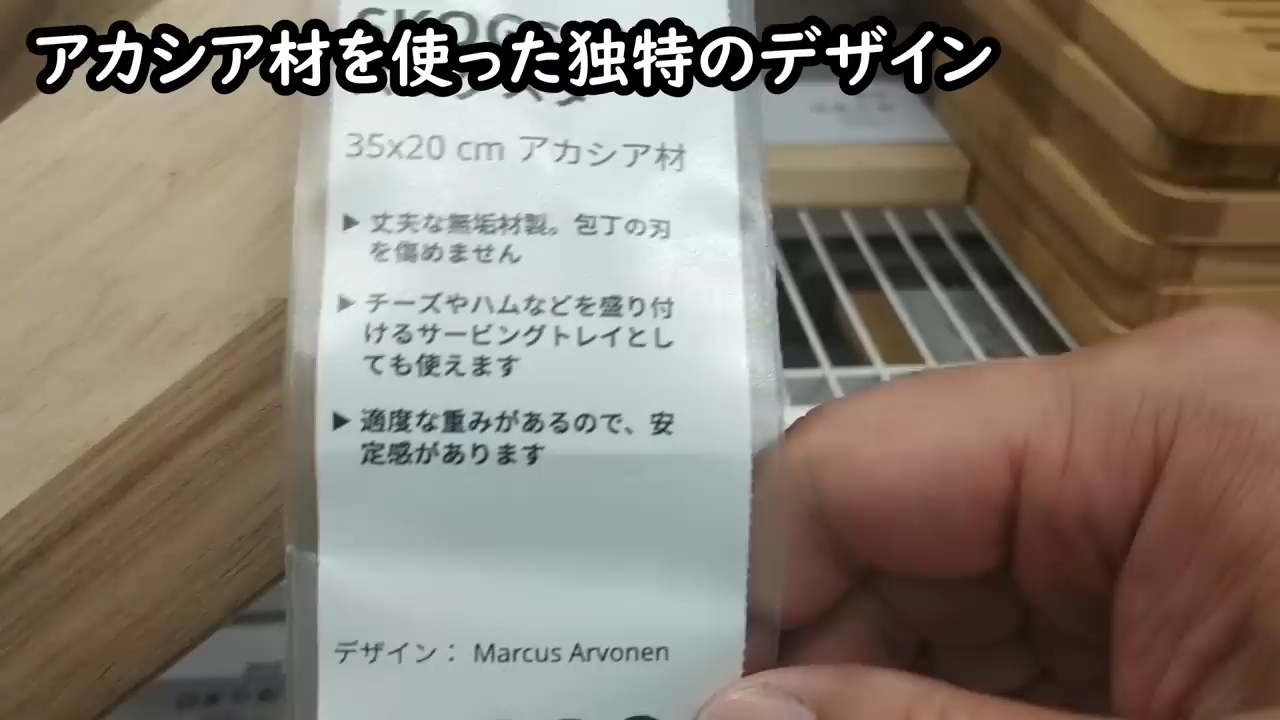 アカシア材を使った独特のデザイン
35x20 cm アカシア材
▶ 丈夫な無垢材製。包丁の刃
を傷めません
▶ チーズやハムなどを盛り付
けるサービングトレイとし
ても使えます
▶ 適度な重みがあるので、安
定感があります
デザイン： Marcus Arvonen